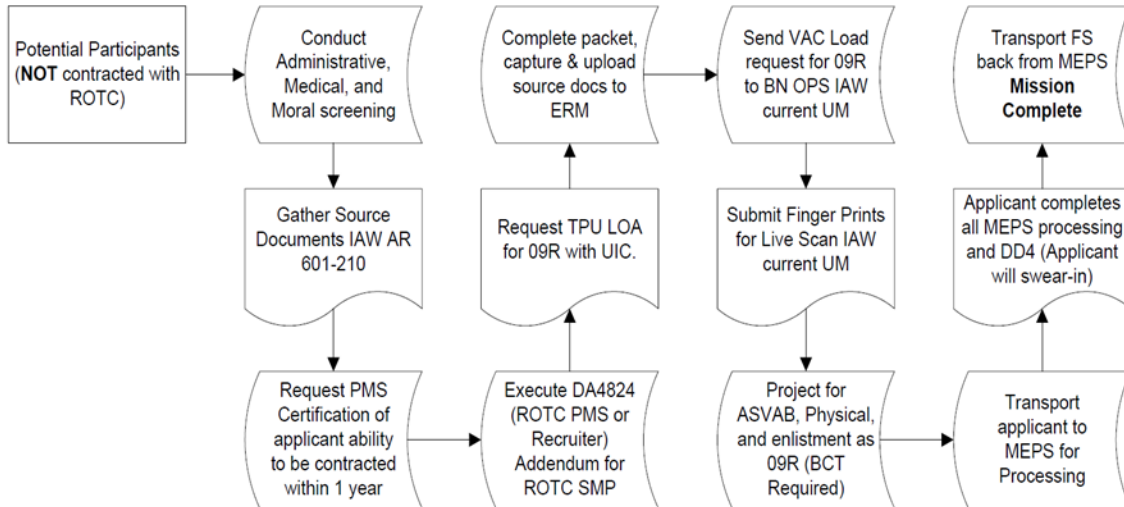 Potential Participants
(NOT contracted with
ROTC)
Conduct
Administrative,
Medical, and
Moral screening
Gather Source
Documents IAW AR
601-210
Request PMS
Certification of
applicant ability
to be contracted
within 1 year
Execute DA4824
(ROTC PMS or
Recruiter)
Addendum for
ROTC SMP
Request TPU LOA
for 09R with UIC.
Complete packet,
capture & upload
source docs to
ERM
Send VAC Load
request for 09R
to BN OPS IAW
current UM
Submit Finger Prints
for Live Scan IAW
current UM
Project for
ASVAB, Physical,
and enlistment as
09R (BCT
Required)
Transport
applicant to
MEPS for
Processing
Applicant completes
all MEPS processing
and DD4 (Applicant
will swear-in)
Transport FS
back from MEPS
Mission
Complete